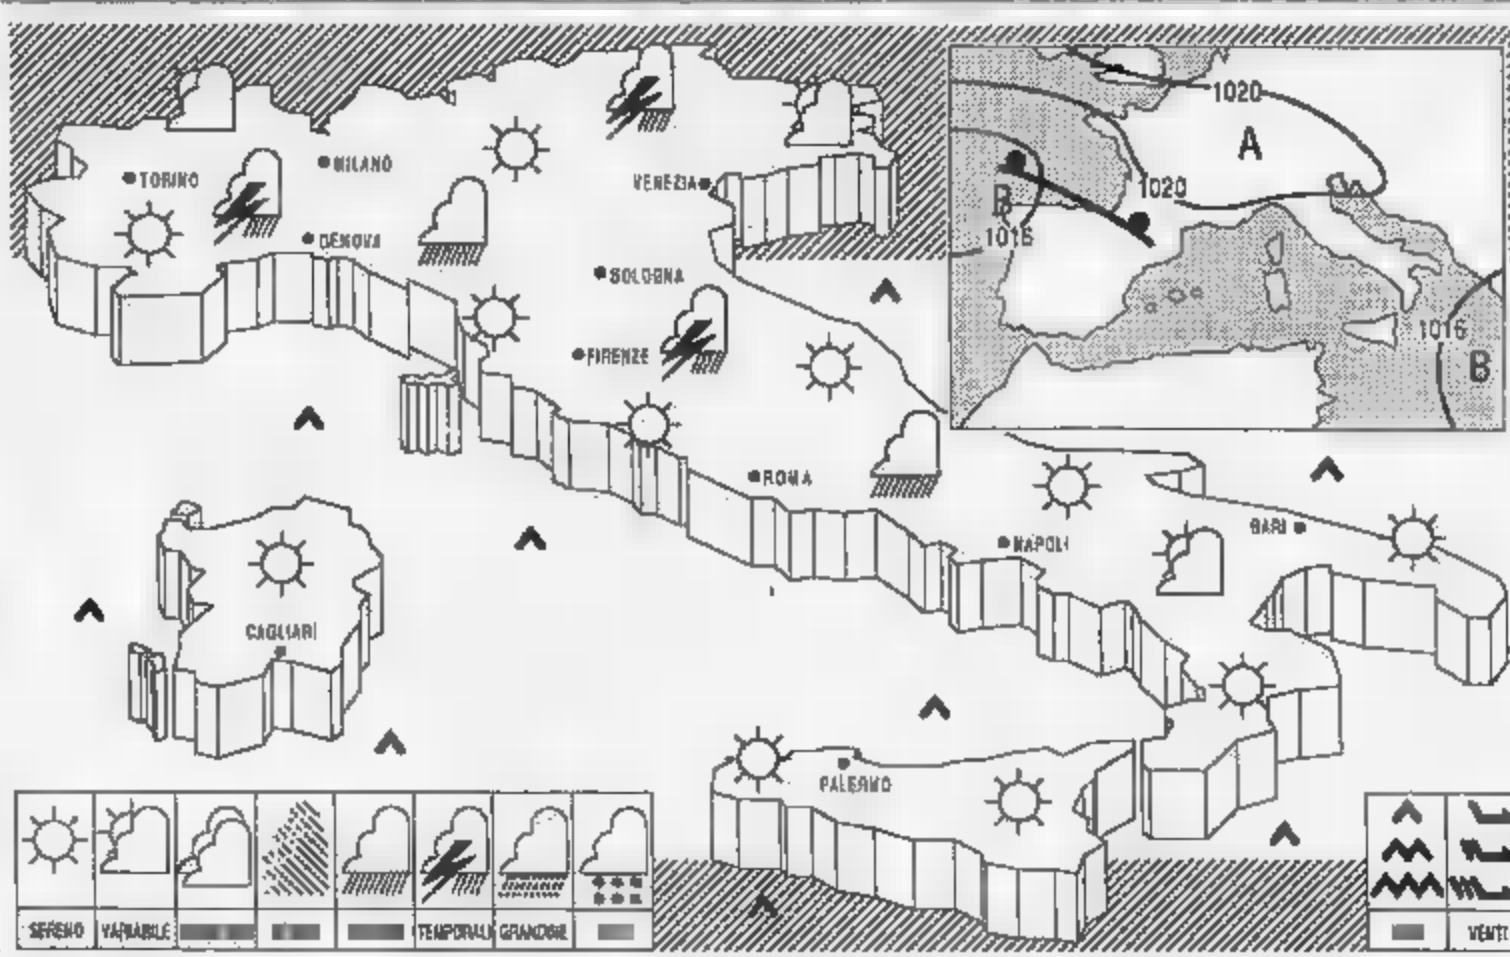 1020
A
TORINO
MILANO
VENEZIA
1020
B
GENOVA
1016
BOLOGNA
1016
FIRENZE
B
ROMA
BARI
NAPOLI
CAGLIARI
PALERMO
SERENO VARIABILE TEMPORALE GRANDINE
VENTI